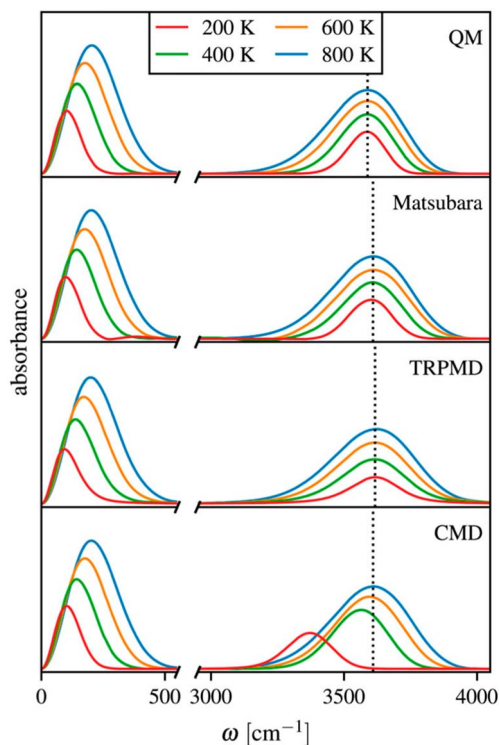 200 K 600 K
400 K 800 K
QM
Matsubara
TRPMD
CMD
absorbance
0 500 3000 3500 4000
ω [cm⁻¹]